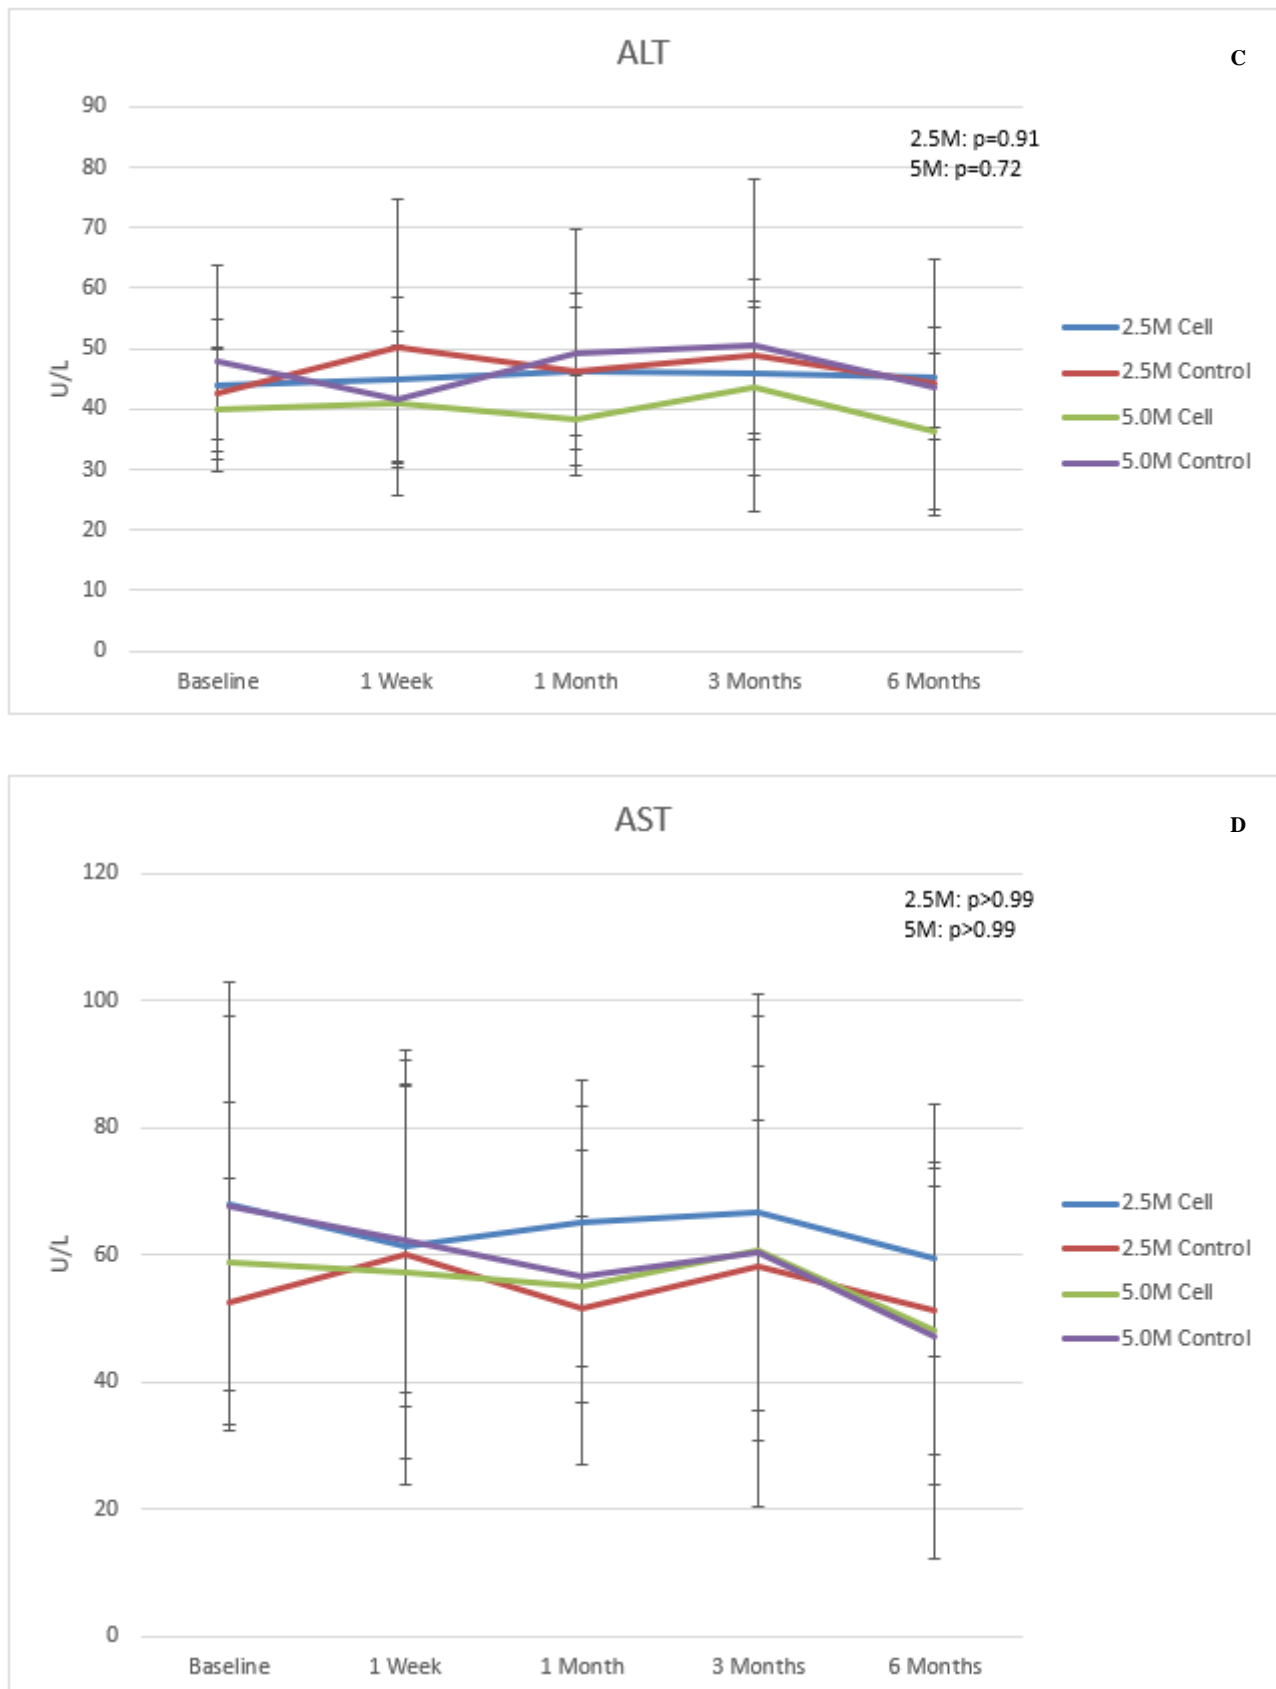 ALT
C
90
2.5M: p=0.91
80
5M: p=0.72
70
60
50
40
30
20
10
0
U/L
2.5M Cell
2.5M Control
5.0M Cell
5.0M Control
Baseline 1 Week 1 Month 3 Months 6 Months
AST
D
120
2.5M: p>0.99
5M: p>0.99
100
80
60
40
20
0
U/L
2.5M Cell
2.5M Control
5.0M Cell
5.0M Control
Baseline 1 Week 1 Month 3 Months 6 Months